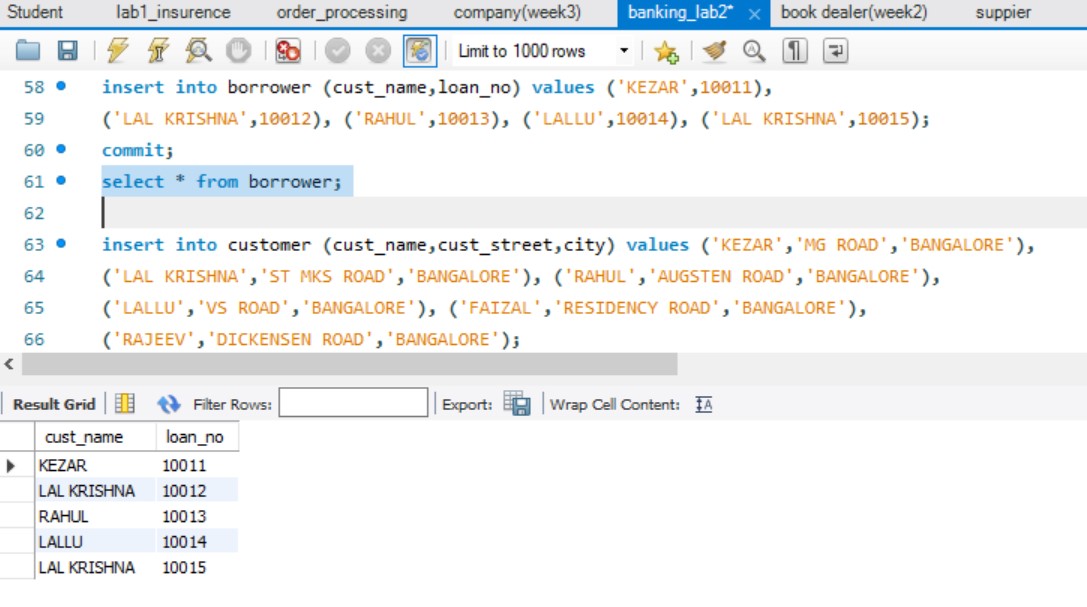 Student lab1_insurence order_processing company(week3) banking_lab2* × book dealer(week2) suppier
Limit to 1000 rows
58 insert into borrower (cust_name,loan_no) values ('KEZAR',10011),
59 ('LAL KRISHNA',10012), ('RAHUL',10013), ('LALLU',10014), ('LAL KRISHNA',10015);
60 commit;
61 select * from borrower;
62
63 insert into customer (cust_name,cust_street,city) values ('KEZAR','MG ROAD','BANGALORE'),
64 ('LAL KRISHNA','ST MKS ROAD','BANGALORE'), ('RAHUL','AUGSTEN ROAD','BANGALORE'),
65 ('LALLU','VS ROAD','BANGALORE'), ('FAIZAL','RESIDENCY ROAD','BANGALORE'),
66 ('RAJEEV','DICKENSEN ROAD','BANGALORE');
Result Grid Filter Rows: Export: Wrap Cell Content:
cust_name loan_no
KEZAR 10011
LAL KRISHNA 10012
RAHUL 10013
LALLU 10014
LAL KRISHNA 10015